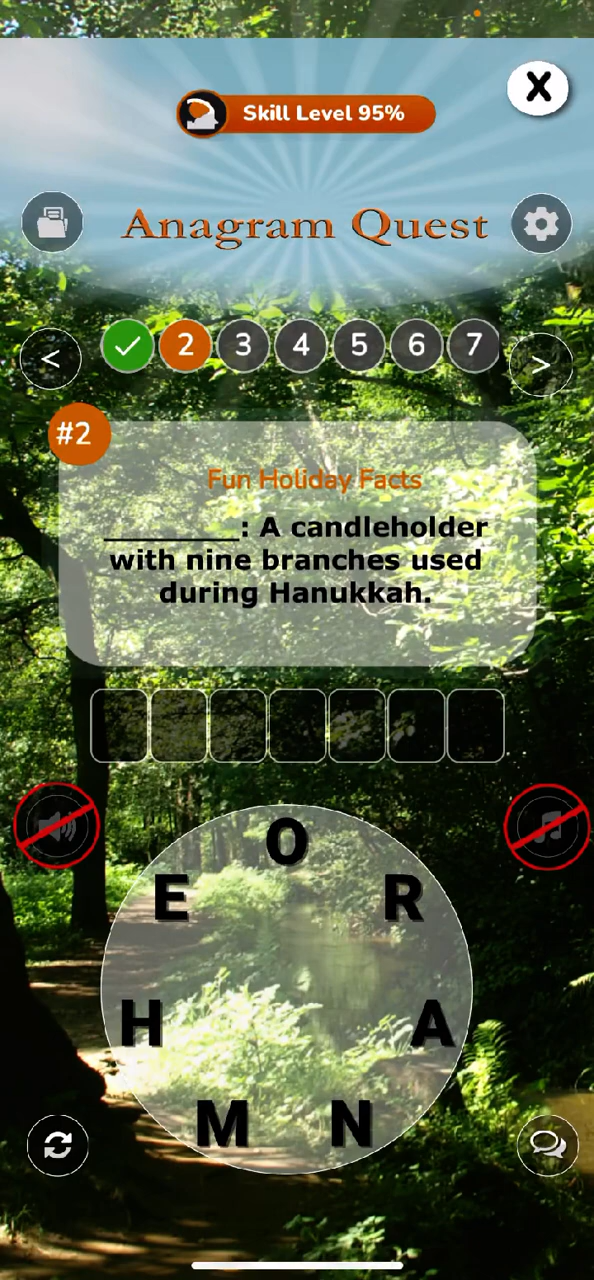 X
Skill Level 95%
Anagram Quest
< 2 3 4 5 6 7 >
#2
Fun Holiday Facts
_________: A candleholder
with nine branches used
during Hanukkah.
O
E R
H A
M N